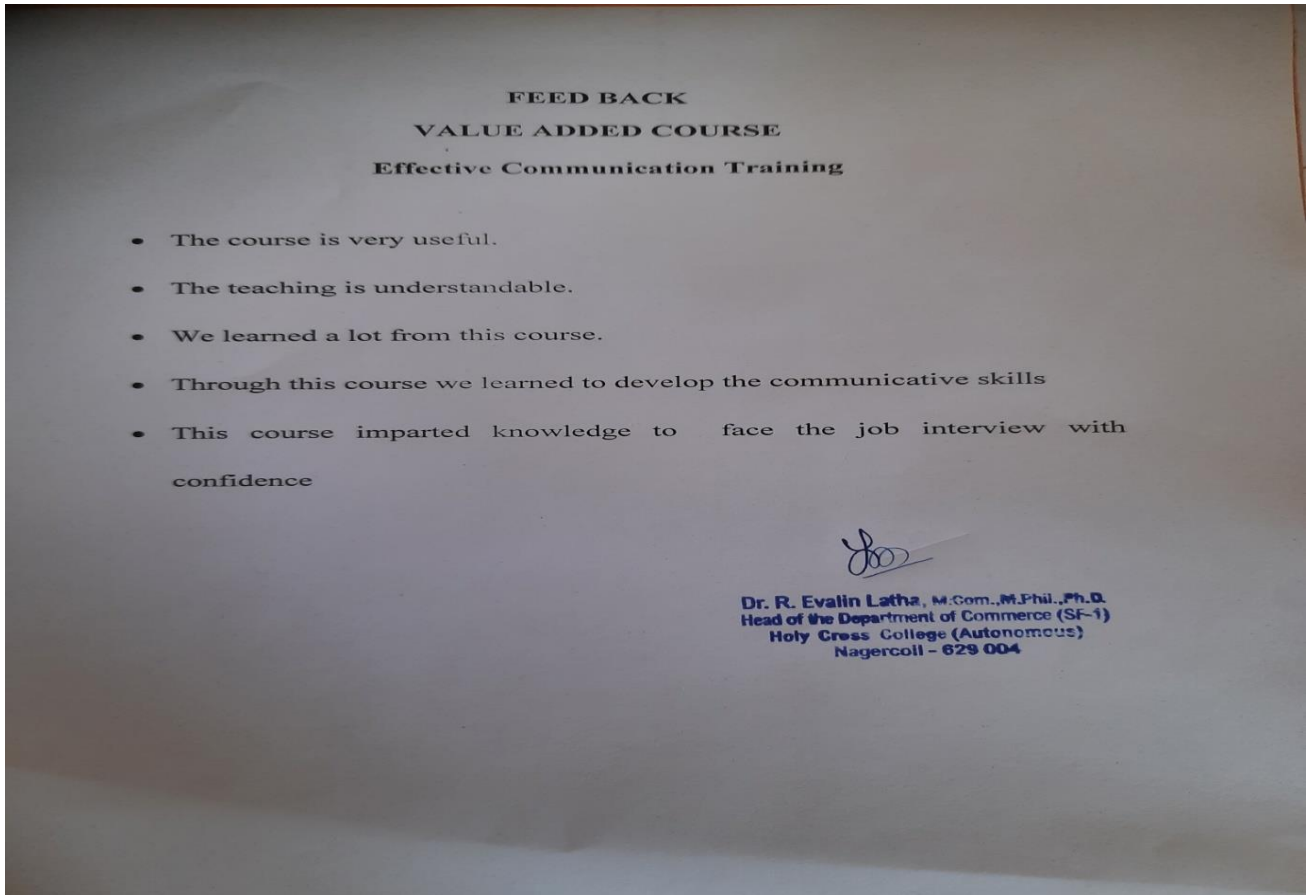 FEED BACK
VALUE ADDED COURSE
Effective Communication Training
• The course is very useful.
• The teaching is understandable.
• We learned a lot from this course.
• Through this course we learned to develop the communicative skills
• This course imparted knowledge to face the job interview with
confidence
Dr. R. Evalin Latha, M.Com.,M.Phil.,Ph.D.
Head of the Department of Commerce (SF-1)
Holy Cross College (Autonomous)
Nagercoil - 629 004